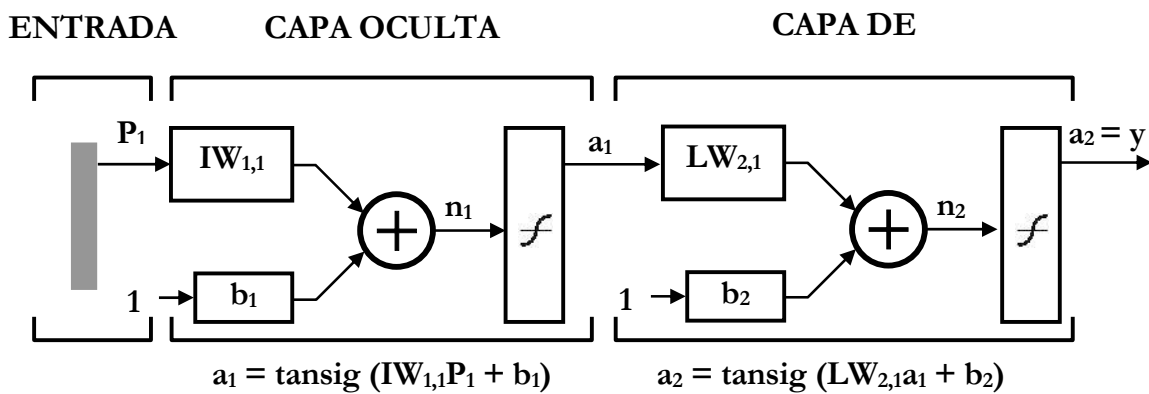 ENTRADA
CAPA OCULTA
CAPA DE
P₁
IW₁,₁
n₁
1
b₁
a₁
LW₂,₁
n₂
1
b₂
a₂ = y
a₁ = tansig (IW₁,₁P₁ + b₁)
a₂ = tansig (LW₂,₁a₁ + b₂)